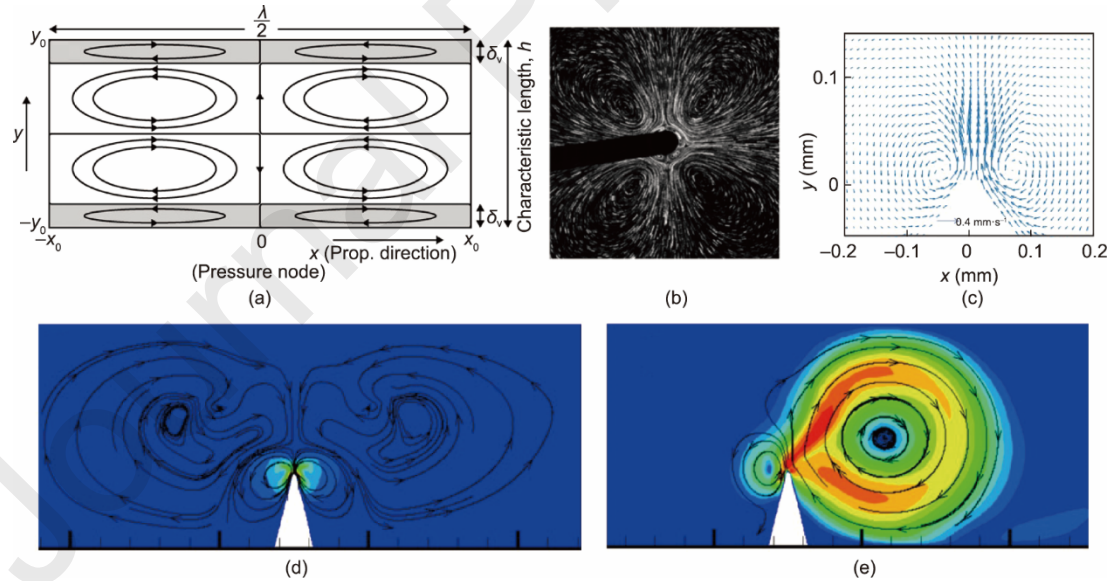 λ/2
y₀
δᵥ
Characteristic length, h
y
δᵥ
−y₀
−x₀
0
x (Prop. direction)
x₀
(Pressure node)
(a)
(b)
0.1
y (mm)
0
0.4 mm·s⁻¹
−0.2
−0.1
0
0.1
0.2
x (mm)
(c)
(d)
(e)